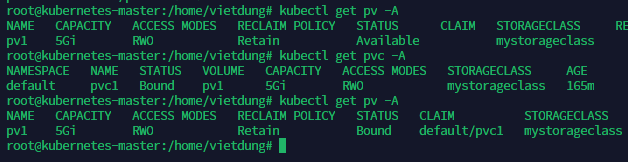 root@kubernetes-master:/home/vietdung# kubectl get pv -A
NAME CAPACITY ACCESS MODES RECLAIM POLICY STATUS CLAIM STORAGECLASS RE
pv1 5Gi RWO Retain Available mystorageclass
root@kubernetes-master:/home/vietdung# kubectl get pvc -A
NAMESPACE NAME STATUS VOLUME CAPACITY ACCESS MODES STORAGECLASS AGE
default pvc1 Bound pv1 5Gi RWO mystorageclass 165m
root@kubernetes-master:/home/vietdung# kubectl get pv -A
NAME CAPACITY ACCESS MODES RECLAIM POLICY STATUS CLAIM STORAGECLASS
pv1 5Gi RWO Retain Bound default/pvc1 mystorageclass
root@kubernetes-master:/home/vietdung#